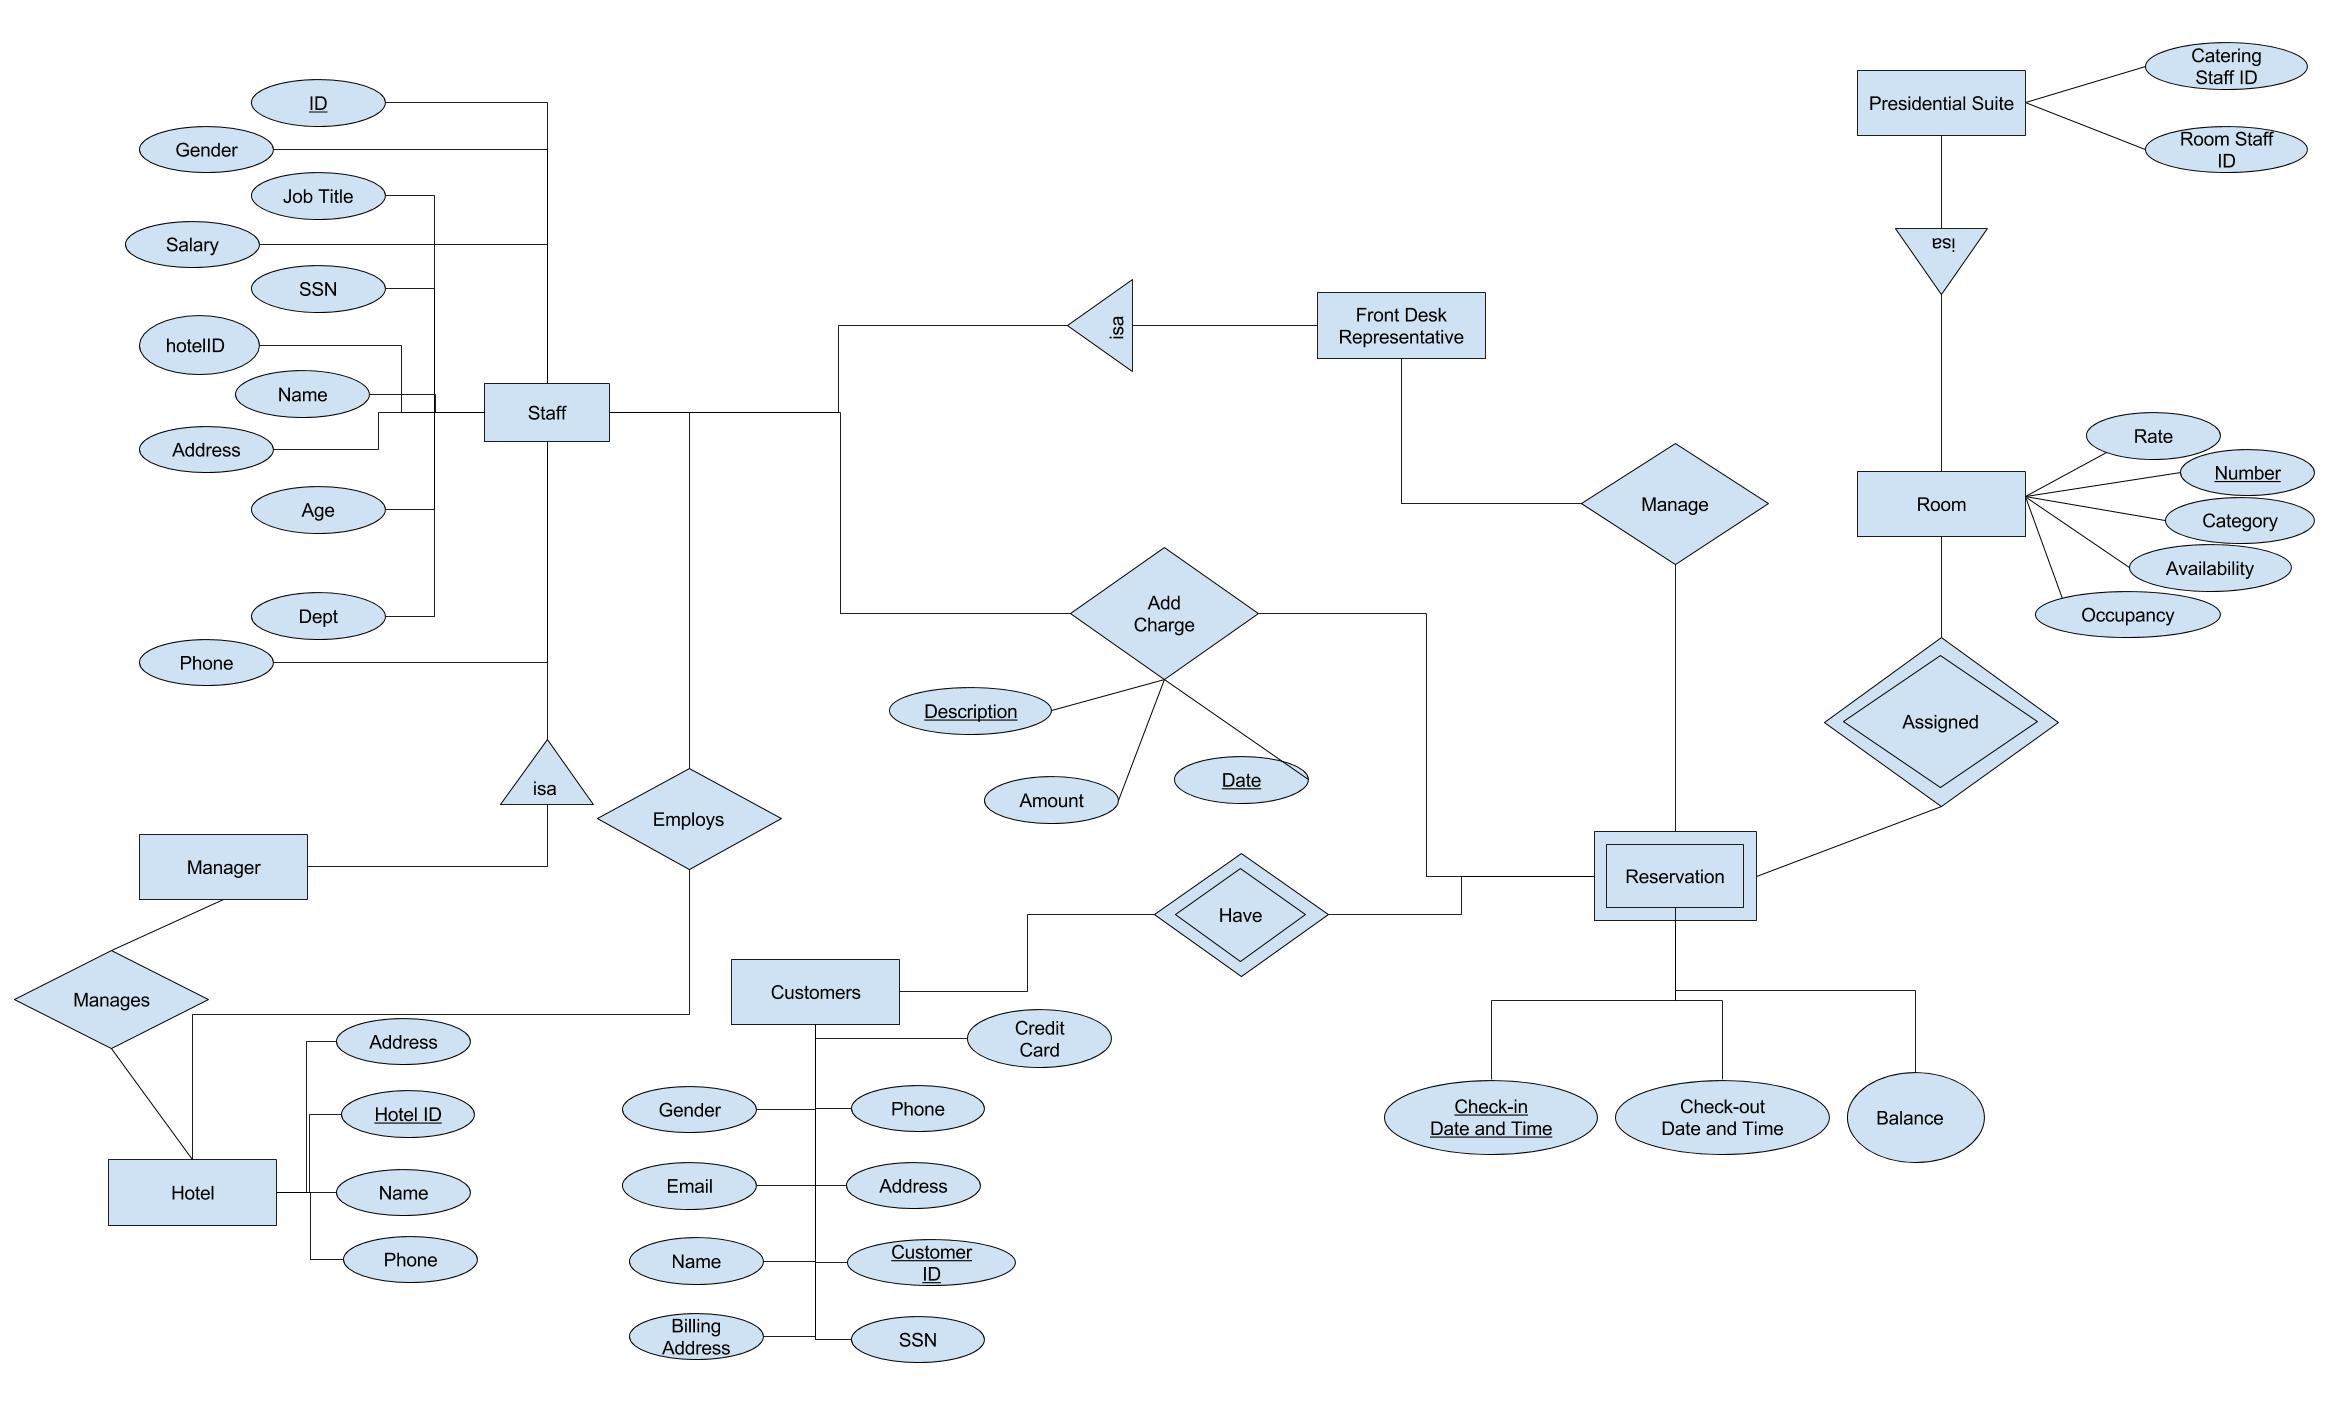 Catering
Staff ID
Presidential Suite
Room Staff
ID
ID
Gender
Job Title
Salary
isa
SSN
hotelID
isa
Front Desk
Representative
Name
Staff
Address
Rate
Number
Category
Manage
Room
Age
Availability
Occupancy
Dept
Add
Charge
Phone
Description
Assigned
Date
isa
Amount
Employs
Manager
Reservation
Have
Manages
Customers
Address
Credit
Card
Hotel ID
Gender
Phone
Check-in
Date and Time
Check-out
Date and Time
Balance
Hotel
Name
Email
Address
Phone
Name
Customer
ID
Billing
Address
SSN